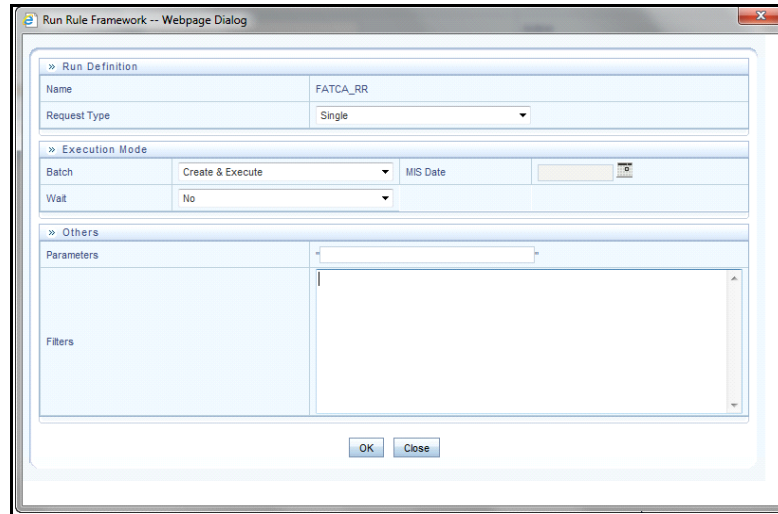 Run Rule Framework -- Webpage Dialog
» Run Definition
Name FATCA_RR
Request Type Single
» Execution Mode
Batch Create & Execute MIS Date
Wait No
» Others
Parameters " "
Filters
OK Close